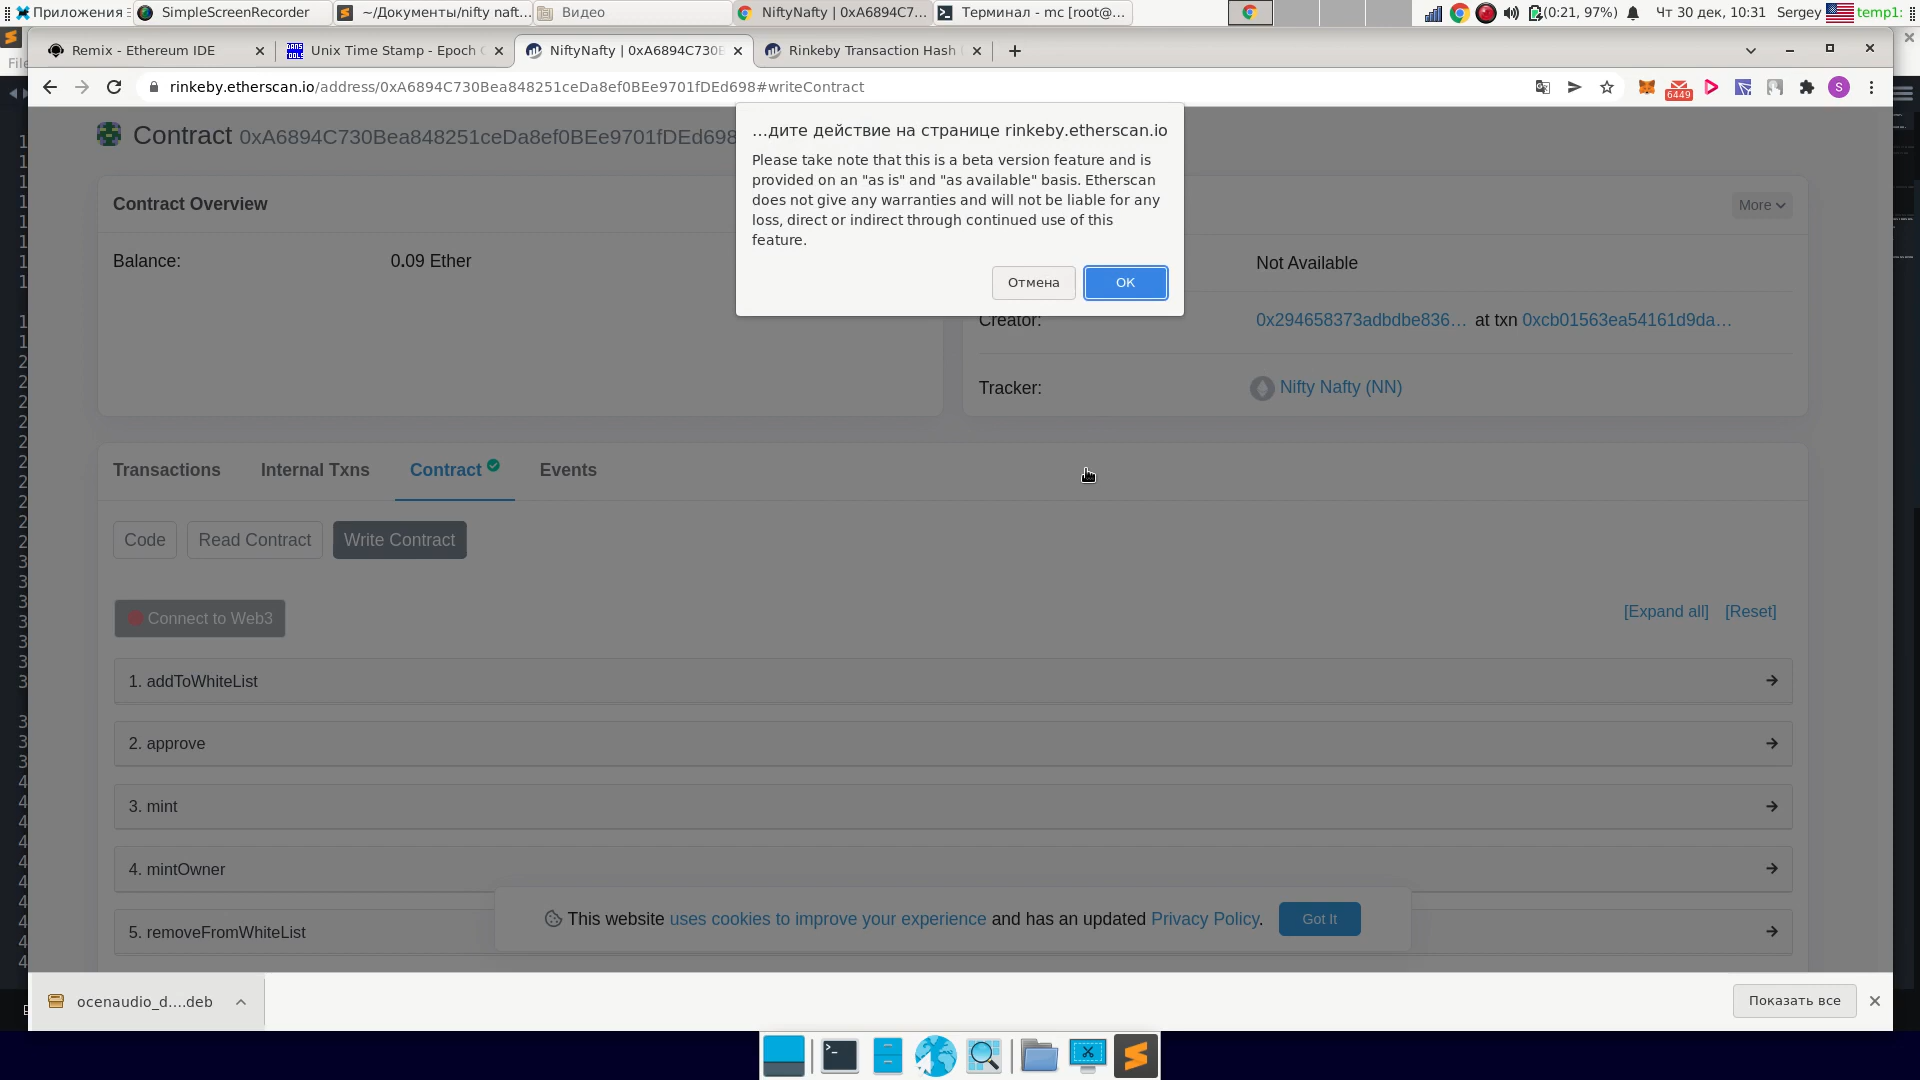 Приложения
SimpleScreenRecorder
~/Документы/nifty naft...
Видео
NiftyNafty | 0xA6894C7...
Терминал - mc [root@...
(0:21, 97%)
Чт 30 дек, 10:31
Sergey
temp1:
Remix - Ethereum IDE
Unix Time Stamp - Epoch
NiftyNafty | 0xA6894C730B
Rinkeby Transaction Hash
rinkeby.etherscan.io/address/0xA6894C730Bea848251ceDa8ef0BEe9701fDEd698#writeContract
6449
S
Contract 0xA6894C730Bea848251ceDa8ef0BEe9701fDEd698
...дите действие на странице rinkeby.etherscan.io
Please take note that this is a beta version feature and is
provided on an "as is" and "as available" basis. Etherscan
does not give any warranties and will not be liable for any
loss, direct or indirect through continued use of this
feature.
Отмена
OK
Contract Overview
More
Balance:
0.09 Ether
Not Available
Creator:
0x294658373adbdbe836... at txn 0xcb01563ea54161d9da...
Tracker:
Nifty Nafty (NN)
Transactions
Internal Txns
Contract
Events
Code
Read Contract
Write Contract
Connect to Web3
[Expand all]
[Reset]
1. addToWhiteList
2. approve
3. mint
4. mintOwner
5. removeFromWhiteList
This website uses cookies to improve your experience and has an updated Privacy Policy.
Got It
ocenaudio_d....deb
Показать все